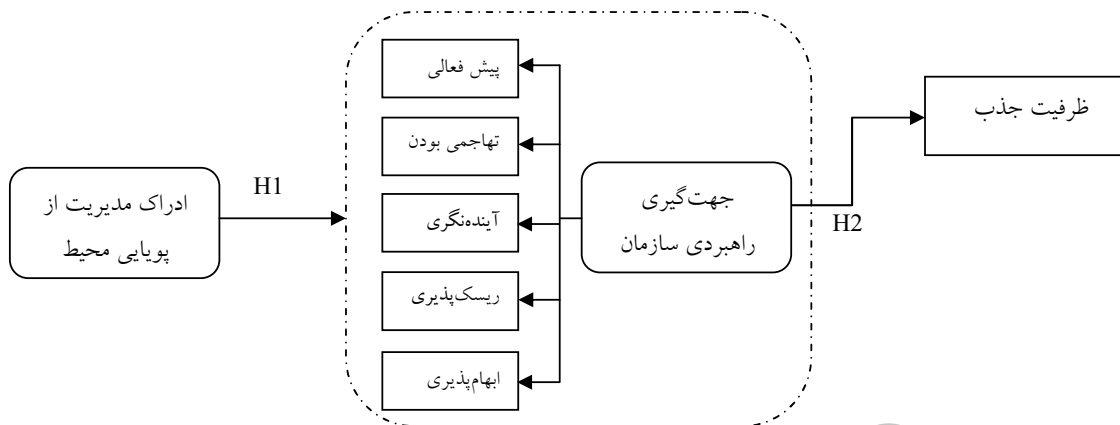 پیش فعالی
تهاجمی بودن
آینده‌نگری
ریسک‌پذیری
ابهام‌پذیری
جهت‌گیری
راهبردی سازمان
ظرفیت جذب
ادراک مدیریت از
پویایی محیط
H1
H2